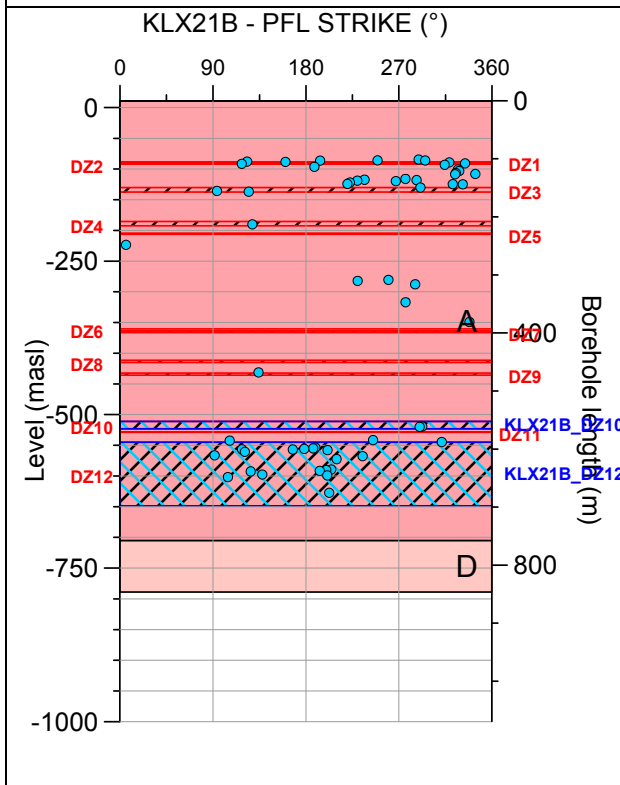 KLX21B - PFL STRIKE (°)
0 90 180 270 360
0 0
DZ2 DZ1
DZ3
DZ4
DZ5
-250
A
DZ6 DZ7
400
DZ8
DZ9
-500
DZ10 KLX21B_DZ10
DZ11
DZ12 KLX21B_DZ12
-750 800
D
-1000
Level (masl)
Borehole length (m)